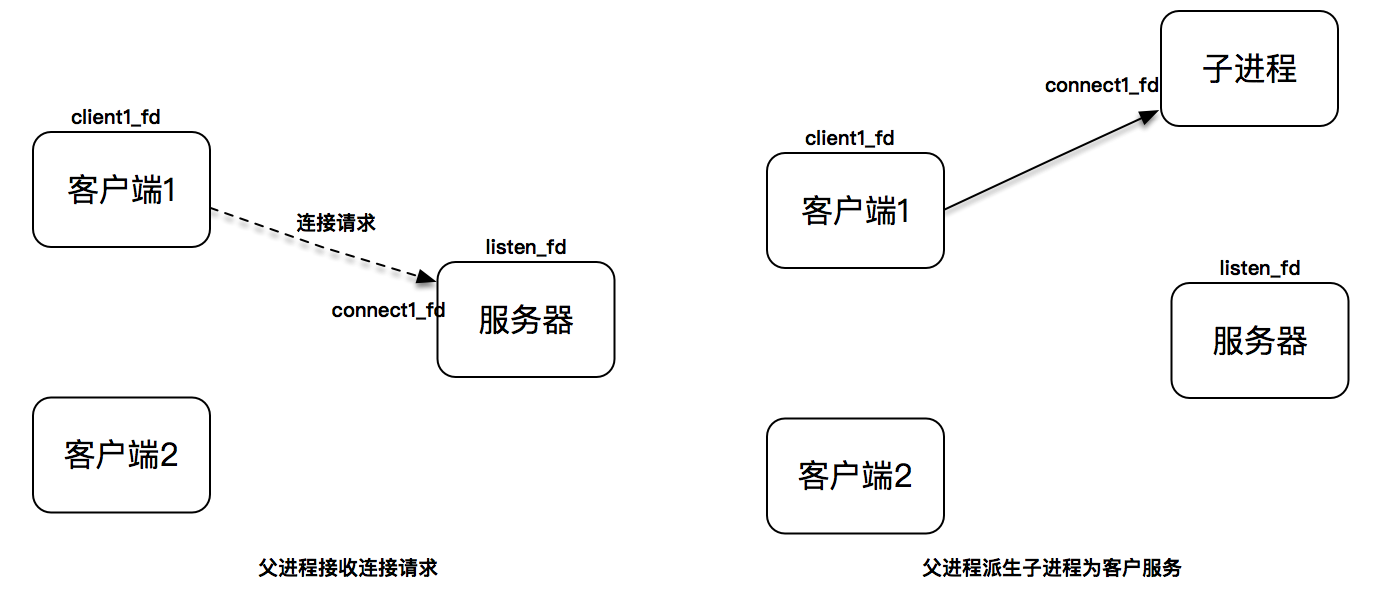 client1_fd
客户端1
连接请求
listen_fd
connect1_fd
服务器
客户端2
父进程接收连接请求
子进程
connect1_fd
client1_fd
客户端1
listen_fd
服务器
客户端2
父进程派生子进程为客户服务